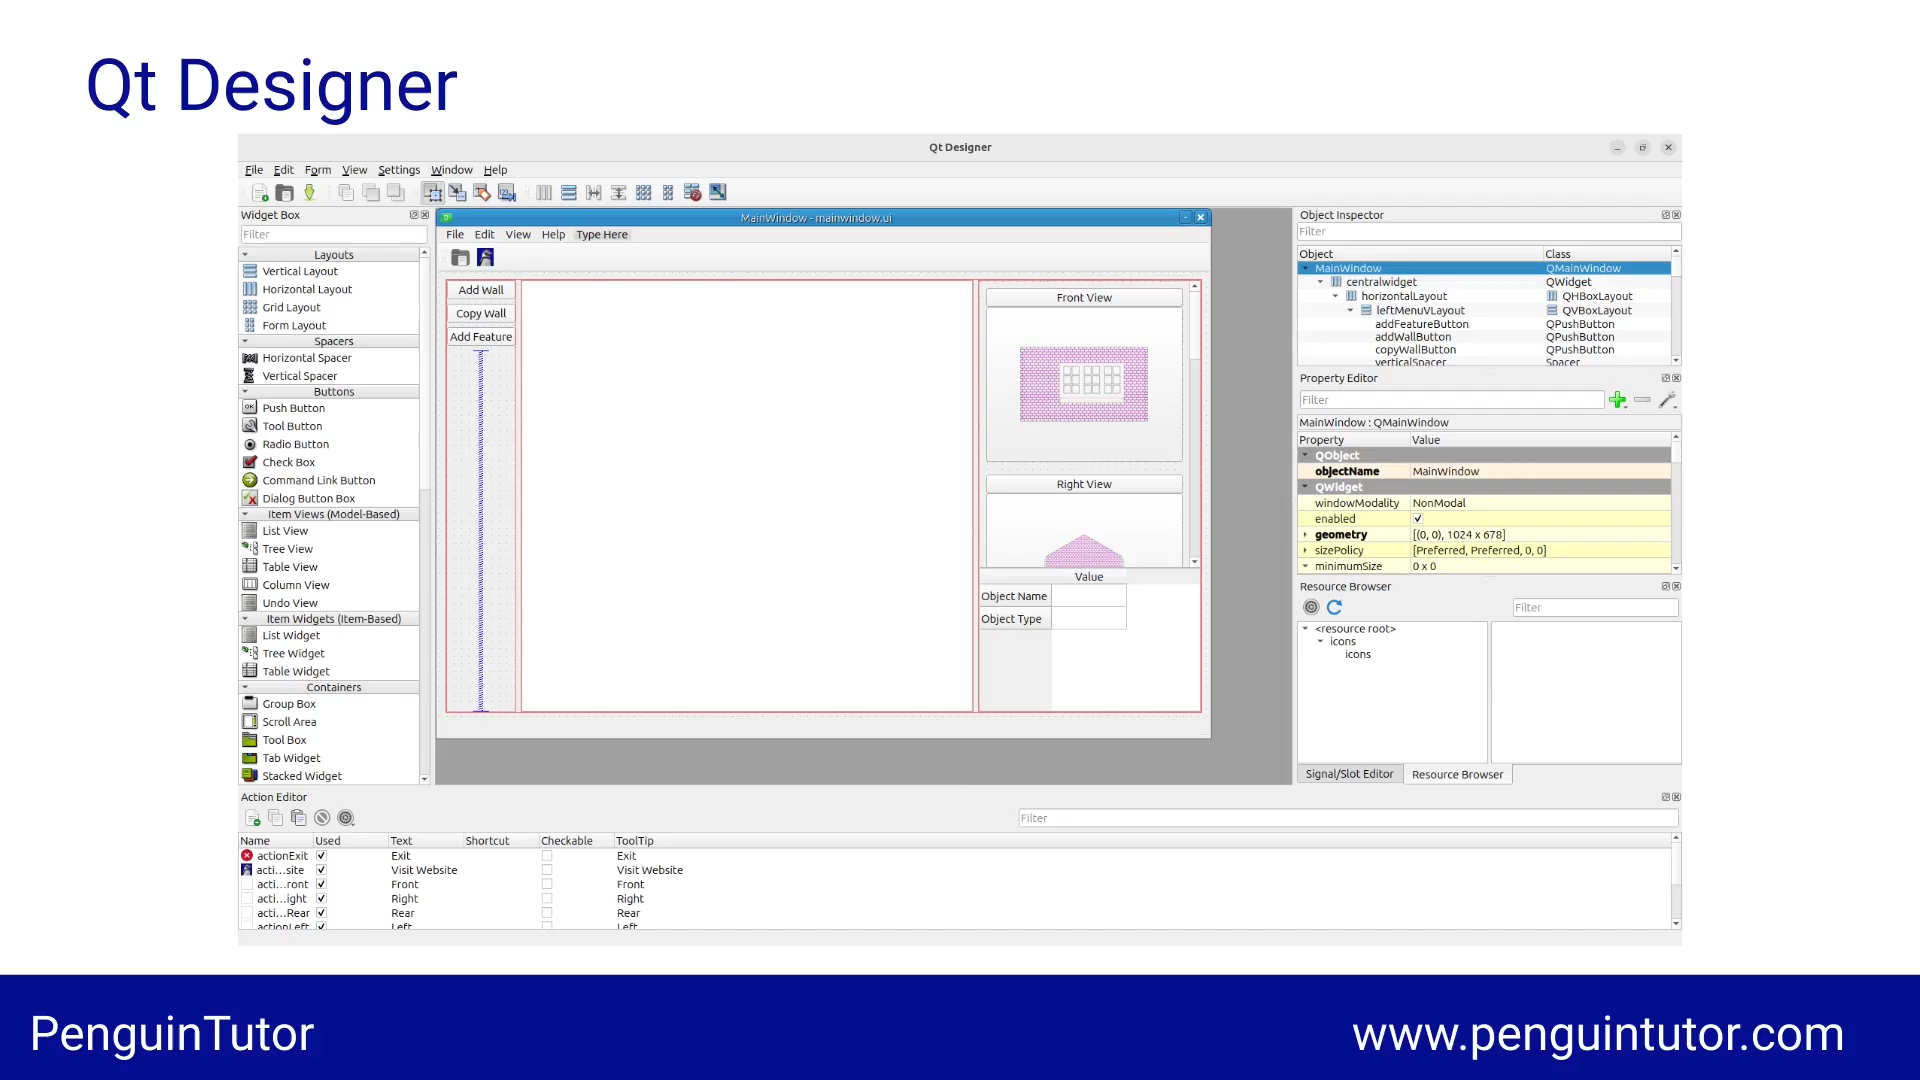 Qt Designer
Qt Designer
File Edit Form View Settings Window Help
Widget Box
Filter
Layouts
Vertical Layout
Horizontal Layout
Grid Layout
Form Layout
Spacers
Horizontal Spacer
Vertical Spacer
Buttons
Push Button
Tool Button
Radio Button
Check Box
Command Link Button
Dialog Button Box
Item Views (Model-Based)
List View
Tree View
Table View
Column View
Undo View
Item Widgets (Item-Based)
List Widget
Tree Widget
Table Widget
Containers
Group Box
Scroll Area
Tool Box
Tab Widget
Stacked Widget
MainWindow - mainwindow.ui
File Edit View Help Type Here
Add Wall
Copy Wall
Add Feature
Front View
Right View
Value
Object Name
Object Type
Object Inspector
Filter
Object Class
MainWindow QMainWindow
centralwidget QWidget
horizontalLayout QHBoxLayout
leftMenuVLayout QVBoxLayout
addFeatureButton QPushButton
addWallButton QPushButton
copyWallButton QPushButton
verticalSpacer Spacer
Property Editor
Filter
MainWindow : QMainWindow
Property Value
QObject
objectName MainWindow
QWidget
windowModality NonModal
enabled
geometry [(0, 0), 1024 x 678]
sizePolicy [Preferred, Preferred, 0, 0]
minimumSize 0 x 0
Resource Browser
Filter
<resource root>
icons
icons
Signal/Slot Editor Resource Browser
Action Editor
Filter
Name Used Text Shortcut Checkable ToolTip
actionExit Exit Exit
acti...site Visit Website Visit Website
acti...ront Front Front
acti...ight Right Right
acti...Rear Rear Rear
actionLeft Left Left
PenguinTutor
www.penguintutor.com